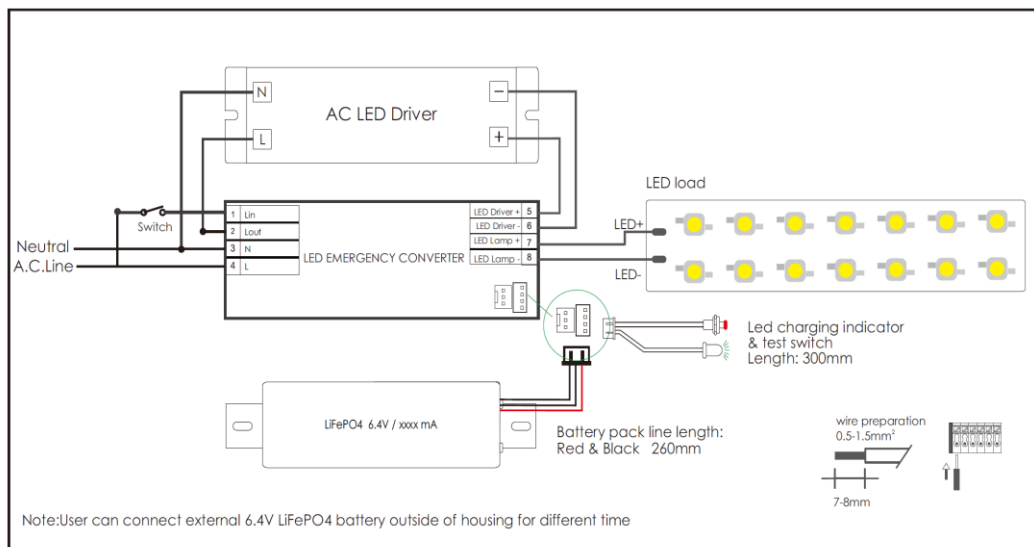 N
AC LED Driver
L
−
+
Switch
Neutral
A.C.Line
1 Lin
2 Lout
3 N
4 L
LED Driver + 5
LED Driver - 6
LED Lamp + 7
LED Lamp - 8
LED EMERGENCY CONVERTER
LED load
LED+
LED-
Led charging indicator
& test switch
Length: 300mm
LiFePO4 6.4V / xxxx mA
Battery pack line length:
Red & Black 260mm
wire preparation
0.5-1.5mm²
7-8mm
Note:User can connect external 6.4V LiFePO4 battery outside of housing for different time